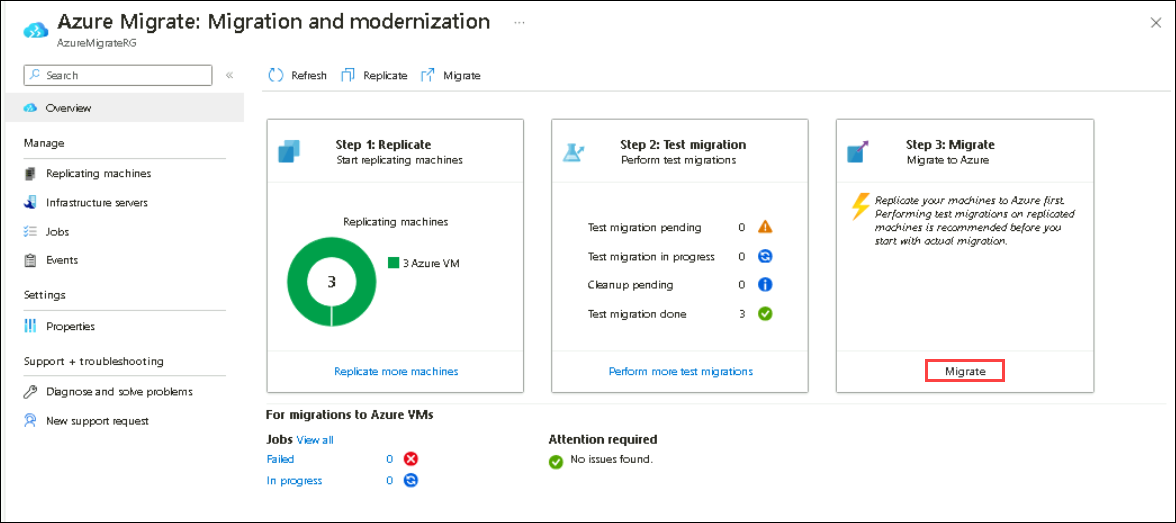 Azure Migrate: Migration and modernization ...
AzureMigrateRG
Search «
Refresh Replicate Migrate
Overview
Manage
Replicating machines
Infrastructure servers
Jobs
Events
Settings
Properties
Support + troubleshooting
Diagnose and solve problems
New support request
Step 1: Replicate
Start replicating machines
Replicating machines
3
3 Azure VM
Replicate more machines
Step 2: Test migration
Perform test migrations
Test migration pending 0
Test migration in progress 0
Cleanup pending 0
Test migration done 3
Perform more test migrations
Step 3: Migrate
Migrate to Azure
Replicate your machines to Azure first.
Performing test migrations on replicated
machines is recommended before you
start with actual migration.
Migrate
For migrations to Azure VMs
Jobs View all
Failed 0
In progress 0
Attention required
No issues found.